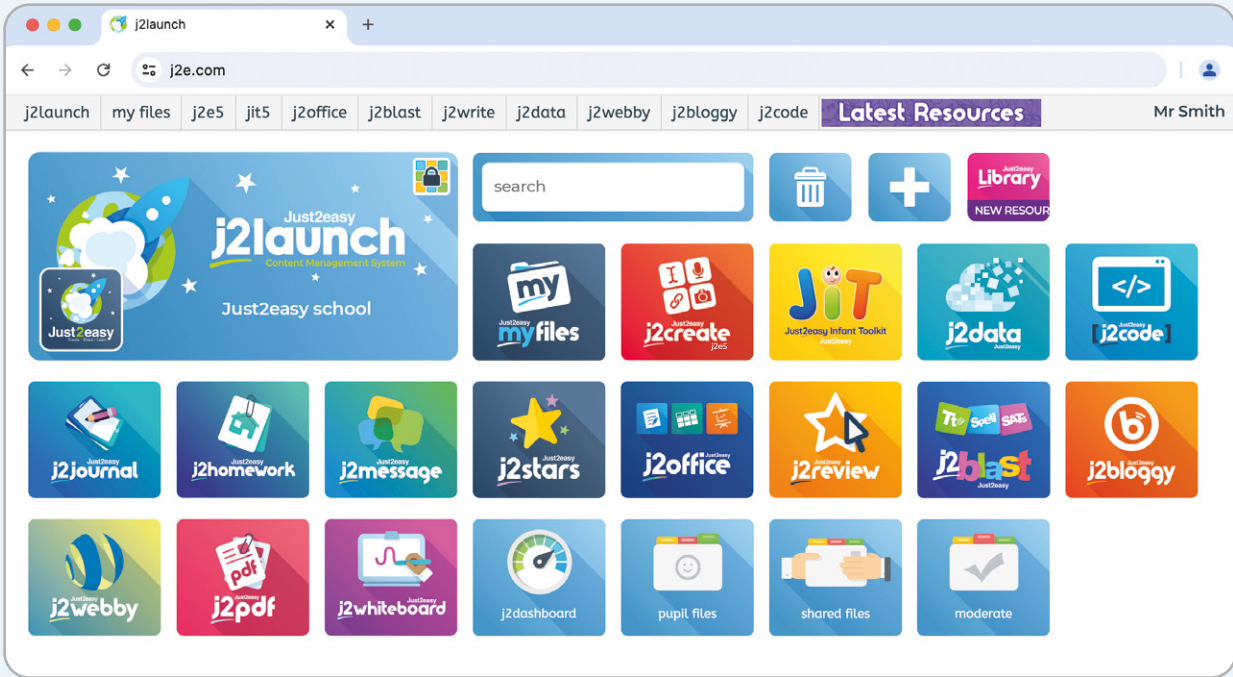 j2launch
j2e.com
j2launch my files j2e5 jit5 j2office j2blast j2write j2data j2webby j2bloggy j2code Latest Resources Mr Smith
Just2easy
j2launch
Content Management System
Just2easy school
Just2easy
search
Just2easy
Library
NEW RESOUR
my
Just2easy
myfiles
Just2easy
j2create
j2e5
JiT
Just2easy Infant Toolkit
Just2easy
j2data
Just2easy
</>
Just2easy
[j2code]
Just2easy
j2journal
Just2easy
j2homework
Just2easy
j2message
Just2easy
j2stars
Just2easy
j2office
Just2easy
j2review
TTb Spell SATs
j2blast
Just2easy
b
Just2easy
j2bloggy
Just2easy
j2webby
pdf
Just2easy
j2pdf
Just2easy
j2whiteboard
j2dashboard
pupil files
shared files
moderate